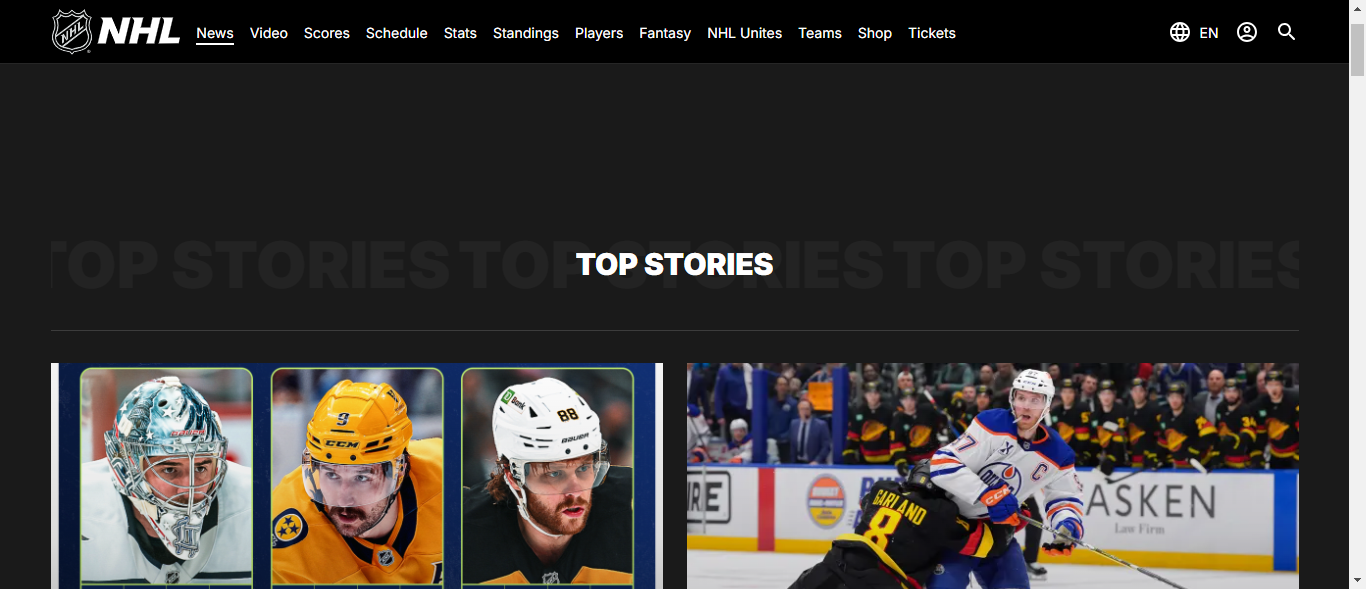 NHL
NHL News Video Scores Schedule Stats Standings Players Fantasy NHL Unites Teams Shop Tickets EN
TOP STORIES TOP STORIES TOP STORIES
TOP STORIES
9
CCM
88
BAUER
97
C
CCM
GARLAND
8
ASKEN
Law Firm